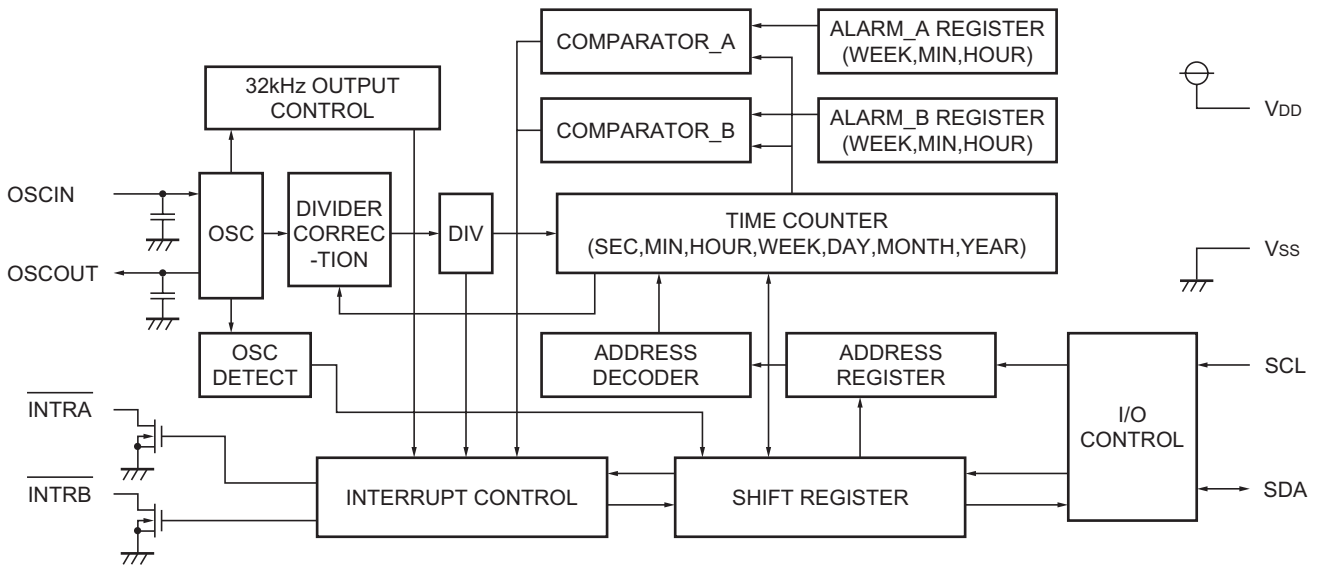 COMPARATOR_A
ALARM_A REGISTER
(WEEK,MIN,HOUR)
32kHz OUTPUT
CONTROL
VDD
COMPARATOR_B
ALARM_B REGISTER
(WEEK,MIN,HOUR)
OSCIN
OSC
DIVIDER
CORREC
-TION
DIV
TIME COUNTER
(SEC,MIN,HOUR,WEEK,DAY,MONTH,YEAR)
VSS
OSCOUT
OSC
DETECT
ADDRESS
DECODER
ADDRESS
REGISTER
I/O
CONTROL
SCL
INTRA
INTRB
INTERRUPT CONTROL
SHIFT REGISTER
SDA